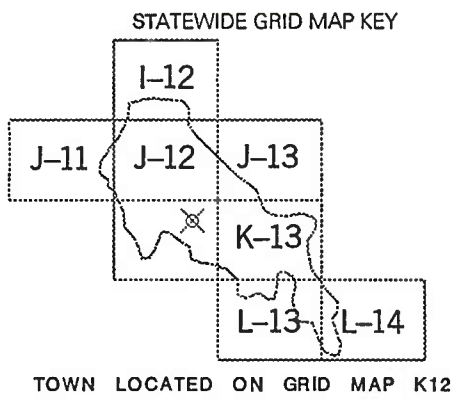 STATEWIDE GRID MAP KEY
I–12
J–11 J–12 J–13
K–13
L–13 L–14
TOWN LOCATED ON GRID MAP K12